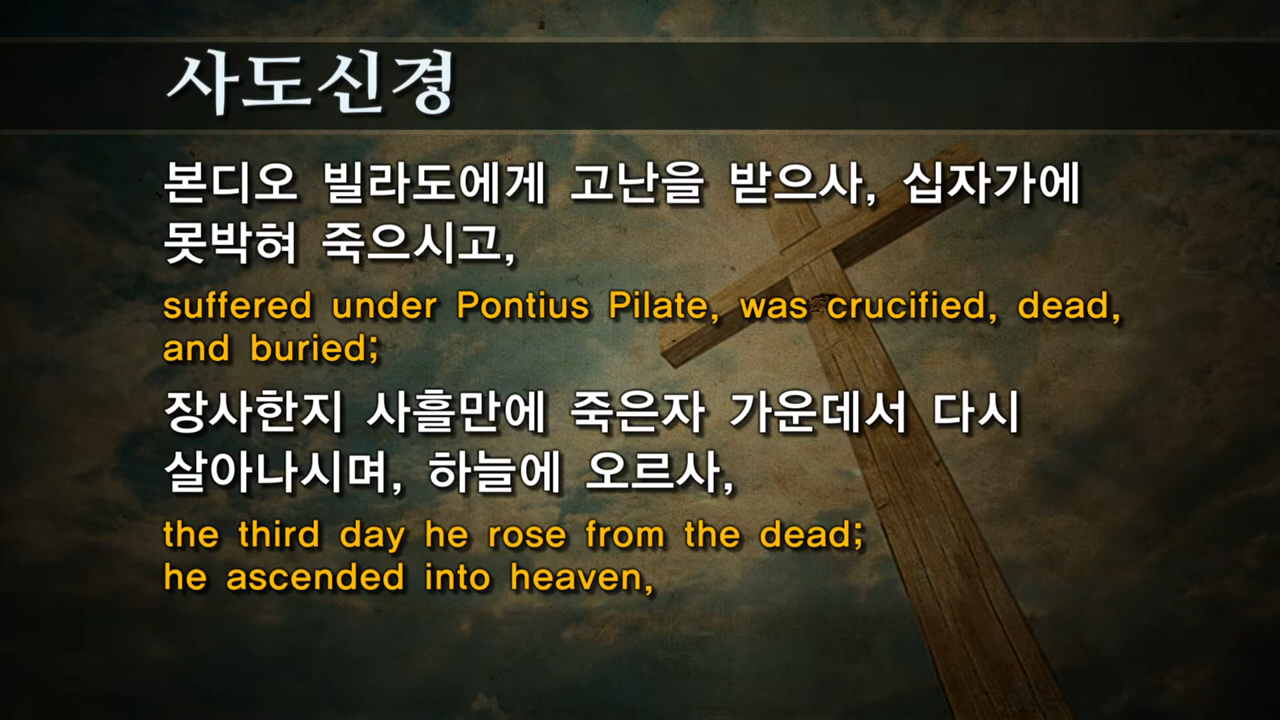 사도신경
본디오 빌라도에게 고난을 받으사, 십자가에
못박혀 죽으시고,
suffered under Pontius Pilate, was crucified, dead,
and buried;
장사한지 사흘만에 죽은자 가운데서 다시
살아나시며, 하늘에 오르사,
the third day he rose from the dead;
he ascended into heaven,